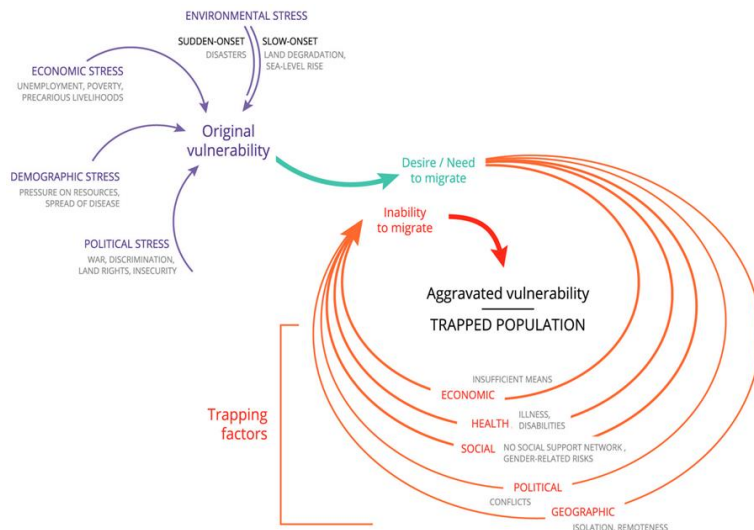 ENVIRONMENTAL STRESS
SUDDEN-ONSET
DISASTERS
SLOW-ONSET
LAND DEGRADATION,
SEA-LEVEL RISE
ECONOMIC STRESS
UNEMPLOYMENT, POVERTY,
PRECARIOUS LIVELIHOODS
Original
vulnerability
DEMOGRAPHIC STRESS
PRESSURE ON RESOURCES,
SPREAD OF DISEASE
POLITICAL STRESS
WAR, DISCRIMINATION,
LAND RIGHTS, INSECURITY
Desire / Need
to migrate
Inability
to migrate
Aggravated vulnerability
TRAPPED POPULATION
Trapping
factors
INSUFFICIENT MEANS
ECONOMIC
HEALTH
ILLNESS,
DISABILITIES
SOCIAL
NO SOCIAL SUPPORT NETWORK,
GENDER-RELATED RISKS
POLITICAL
CONFLICTS
GEOGRAPHIC
ISOLATION, REMOTENESS